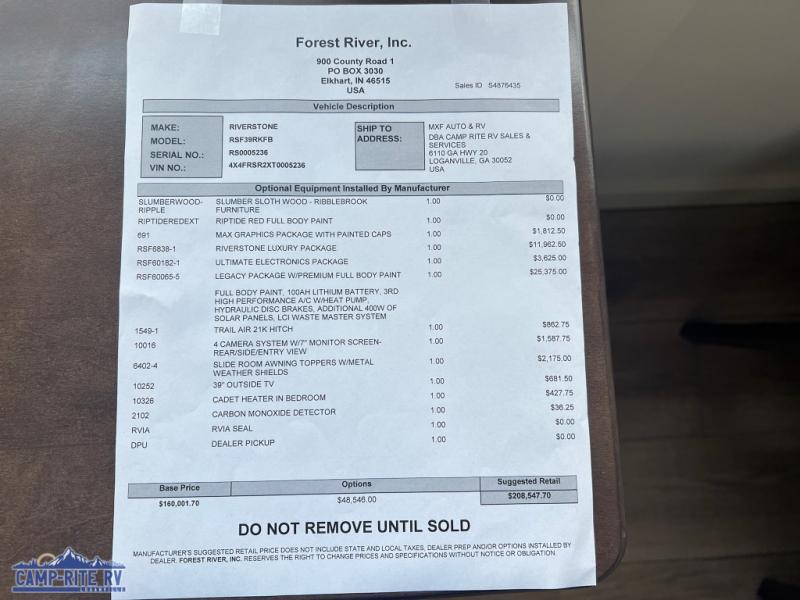 Forest River, Inc.
900 County Road 1
PO BOX 3030
Elkhart, IN 46515
USA
Sales ID S4876435
Vehicle Description
MAKE: RIVERSTONE
MODEL: RSF39RKFB
SERIAL NO.: RS0005236
VIN NO.: 4X4FRSR2XT0005236
SHIP TO ADDRESS:
MXF AUTO & RV
DBA CAMP RITE RV SALES &
SERVICES
6110 GA HWY 20
LOGANVILLE, GA 30052
USA
Optional Equipment Installed By Manufacturer
SLUMBERWOOD- SLUMBER SLOTH WOOD - RIBBLEBROOK 1.00 $0.00
RIPPLE FURNITURE
RIPTIDEREDEXT RIPTIDE RED FULL BODY PAINT 1.00 $0.00
691 MAX GRAPHICS PACKAGE WITH PAINTED CAPS 1.00 $1,812.50
RSF6838-1 RIVERSTONE LUXURY PACKAGE 1.00 $11,962.50
RSF60182-1 ULTIMATE ELECTRONICS PACKAGE 1.00 $3,625.00
RSF60065-5 LEGACY PACKAGE W/PREMIUM FULL BODY PAINT 1.00 $25,375.00
FULL BODY PAINT, 100AH LITHIUM BATTERY, 3RD
HIGH PERFORMANCE A/C W/HEAT PUMP,
HYDRAULIC DISC BRAKES, ADDITIONAL 400W OF
SOLAR PANELS, LCI WASTE MASTER SYSTEM
1549-1 TRAIL AIR 21K HITCH 1.00 $862.75
10016 4 CAMERA SYSTEM W/7" MONITOR SCREEN- 1.00 $1,587.75
REAR/SIDE/ENTRY VIEW
6402-4 SLIDE ROOM AWNING TOPPERS W/METAL 1.00 $2,175.00
WEATHER SHIELDS
10252 39" OUTSIDE TV 1.00 $681.50
10326 CADET HEATER IN BEDROOM 1.00 $427.75
2102 CARBON MONOXIDE DETECTOR 1.00 $36.25
RVIA RVIA SEAL 1.00 $0.00
DPU DEALER PICKUP 1.00 $0.00
Base Price Options Suggested Retail
$160,001.70 $48,546.00 $208,547.70
DO NOT REMOVE UNTIL SOLD
MANUFACTURER'S SUGGESTED RETAIL PRICE DOES NOT INCLUDE STATE AND LOCAL TAXES, DEALER PREP AND/OR OPTIONS INSTALLED BY
DEALER. FOREST RIVER, INC. RESERVES THE RIGHT TO CHANGE PRICES AND SPECIFICATIONS WITHOUT NOTICE OR OBLIGATION.
CAMP-RITE RV
LOGANVILLE